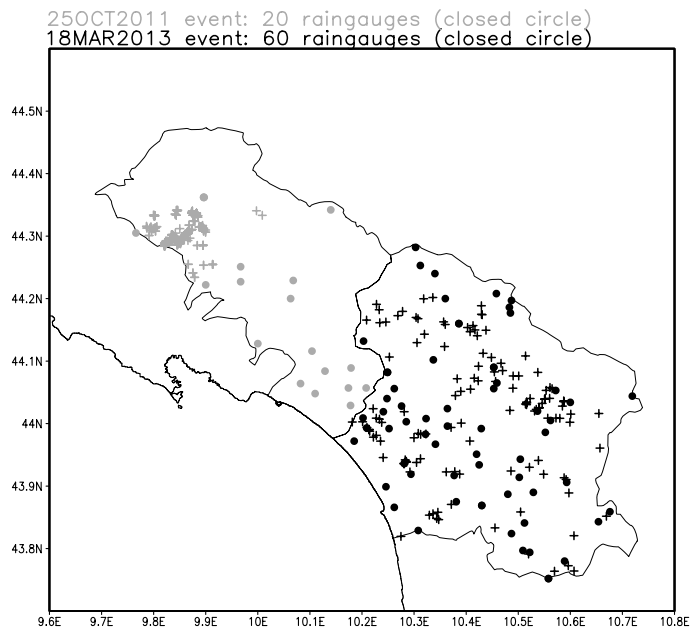 25OCT2011 event: 20 raingauges (closed circle)
18MAR2013 event: 60 raingauges (closed circle)
44.5N
44.4N
44.3N
44.2N
44.1N
44N
43.9N
43.8N
9.6E 9.7E 9.8E 9.9E 10E 10.1E 10.2E 10.3E 10.4E 10.5E 10.6E 10.7E 10.8E